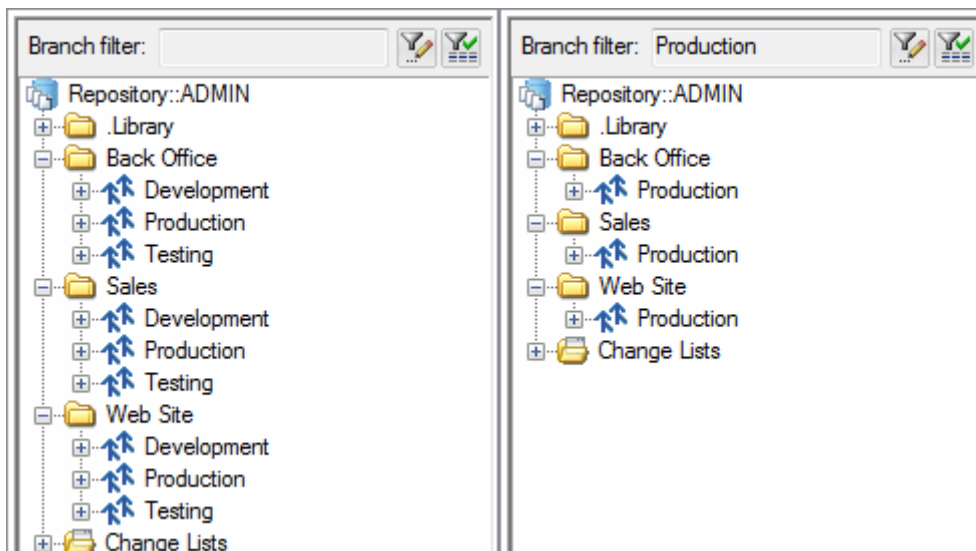 Branch filter:
Repository::ADMIN
.Library
Back Office
Development
Production
Testing
Sales
Development
Production
Testing
Web Site
Development
Production
Testing
Change Lists
Branch filter: Production
Repository::ADMIN
.Library
Back Office
Production
Sales
Production
Web Site
Production
Change Lists